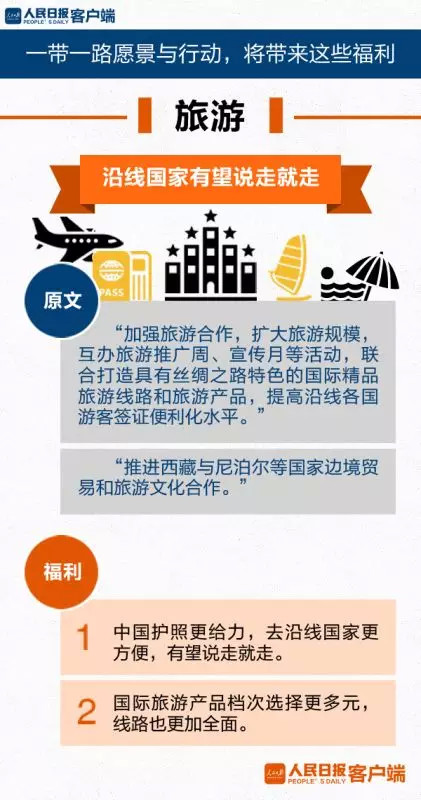 人民日报 客户端
PEOPLE'S DAILY
一带一路愿景与行动，将带来这些福利
旅游
沿线国家有望说走就走
PASS
原文
“加强旅游合作，扩大旅游规模，
互办旅游推广周、宣传月等活动，联
合打造具有丝绸之路特色的国际精品
旅游线路和旅游产品，提高沿线各国
游客签证便利化水平。”
“推进西藏与尼泊尔等国家边境贸
易和旅游文化合作。”
福利
1
中国护照更给力，去沿线国家更
方便，有望说走就走。
2
国际旅游产品档次选择更多元，
线路也更加全面。
人民日报 客户端
PEOPLE'S DAILY